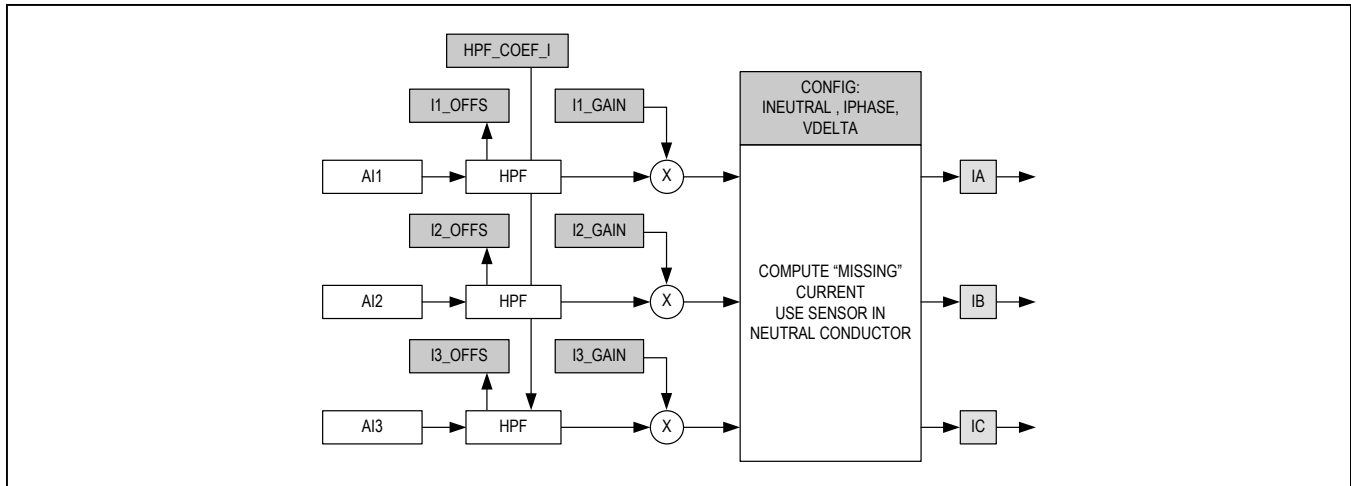 HPF_COEF_I
I1_OFFS
I1_GAIN
CONFIG:
INEUTRAL , IPHASE,
VDELTA
AI1
HPF
X
IA
I2_OFFS
I2_GAIN
COMPUTE “MISSING”
CURRENT
USE SENSOR IN
NEUTRAL CONDUCTOR
AI2
HPF
X
IB
I3_OFFS
I3_GAIN
AI3
HPF
X
IC